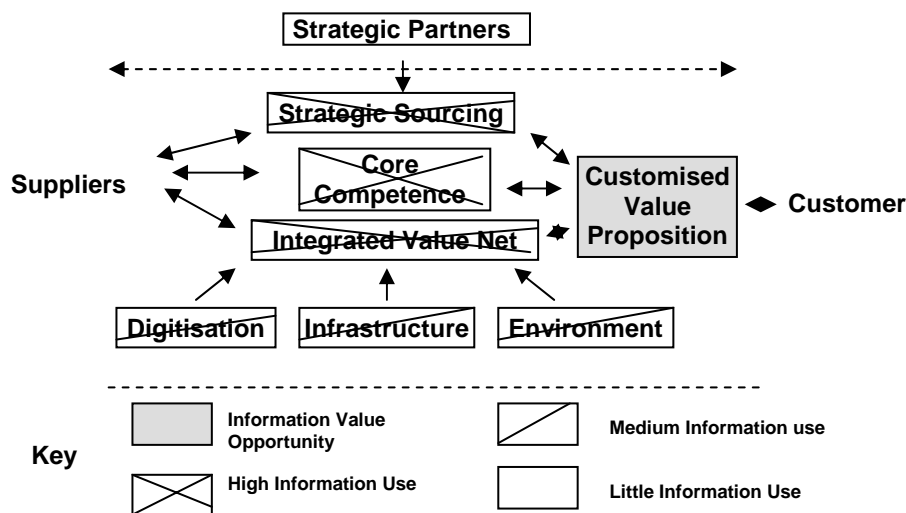 Strategic Partners
Strategic Sourcing
Core
Competence
Suppliers
Customised
Value
Proposition
Customer
Integrated Value Net
Digitisation
Infrastructure
Environment
Key
Information Value
Opportunity
Medium Information use
High Information Use
Little Information Use